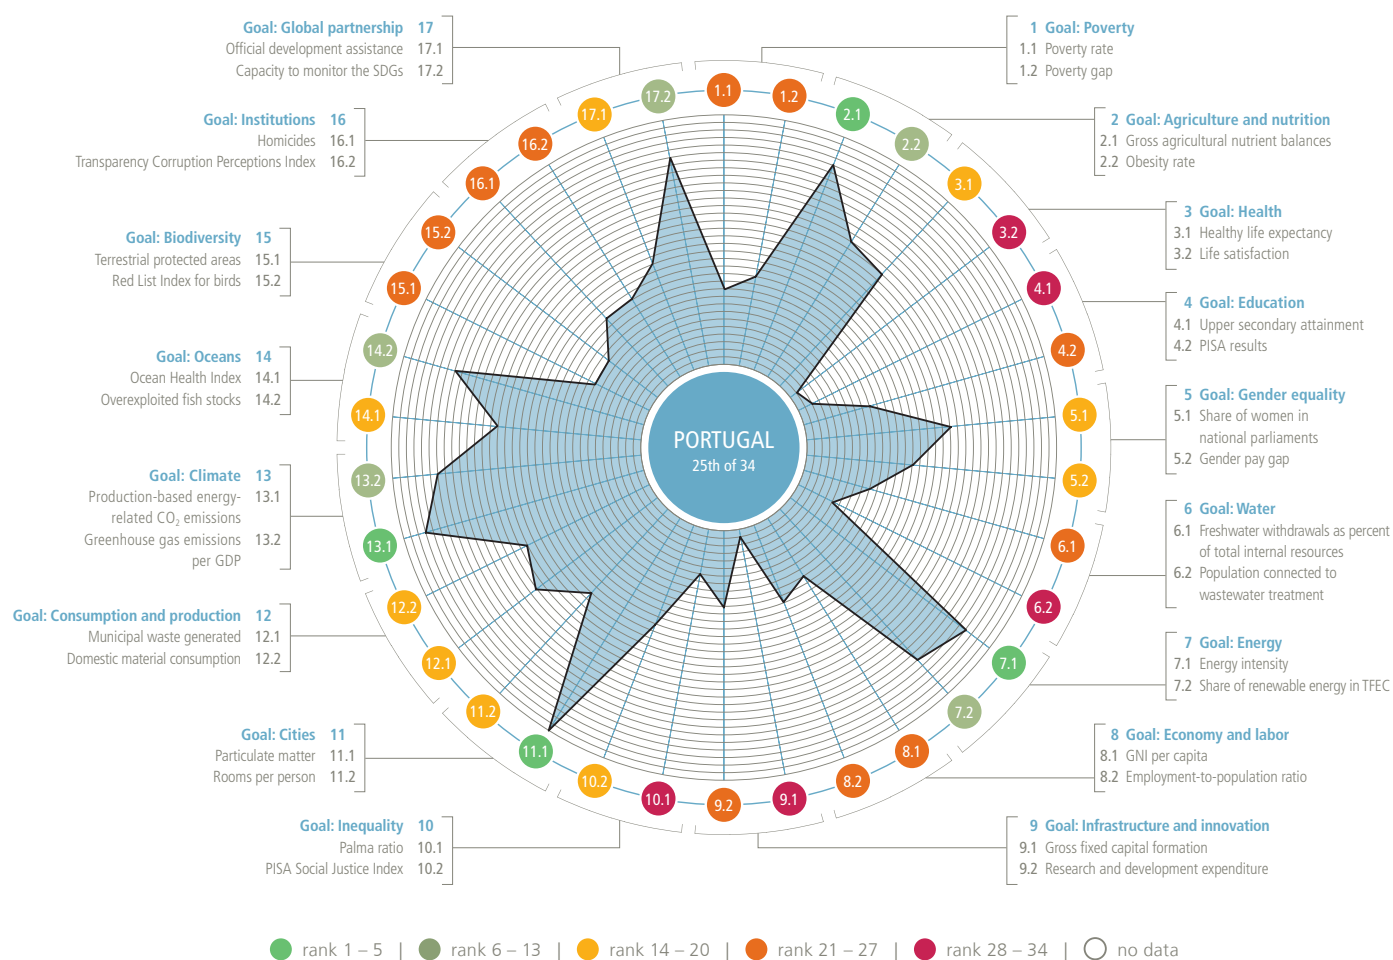 Goal: Global partnership 17
Official development assistance 17.1
Capacity to monitor the SDGs 17.2
1 Goal: Poverty
1.1 Poverty rate
1.2 Poverty gap
Goal: Institutions 16
Homicides 16.1
Transparency Corruption Perceptions Index 16.2
2 Goal: Agriculture and nutrition
2.1 Gross agricultural nutrient balances
2.2 Obesity rate
Goal: Biodiversity 15
Terrestrial protected areas 15.1
Red List Index for birds 15.2
3 Goal: Health
3.1 Healthy life expectancy
3.2 Life satisfaction
Goal: Oceans 14
Ocean Health Index 14.1
Overexploited fish stocks 14.2
4 Goal: Education
4.1 Upper secondary attainment
4.2 PISA results
Goal: Climate 13
Production-based energy- 13.1
related CO₂ emissions
Greenhouse gas emissions 13.2
per GDP
5 Goal: Gender equality
5.1 Share of women in
national parliaments
5.2 Gender pay gap
Goal: Consumption and production 12
Municipal waste generated 12.1
Domestic material consumption 12.2
6 Goal: Water
6.1 Freshwater withdrawals as percent
of total internal resources
6.2 Population connected to
wastewater treatment
7 Goal: Energy
7.1 Energy intensity
7.2 Share of renewable energy in TFEC
Goal: Cities 11
Particulate matter 11.1
Rooms per person 11.2
8 Goal: Economy and labor
8.1 GNI per capita
8.2 Employment-to-population ratio
Goal: Inequality 10
Palma ratio 10.1
PISA Social Justice Index 10.2
9 Goal: Infrastructure and innovation
9.1 Gross fixed capital formation
9.2 Research and development expenditure
1.1
1.2
2.1
2.2
3.1
3.2
4.1
4.2
5.1
5.2
6.1
6.2
7.1
7.2
8.1
8.2
9.1
9.2
10.1
10.2
11.1
11.2
12.1
12.2
13.1
13.2
14.1
14.2
15.1
15.2
16.1
16.2
17.1
17.2
PORTUGAL
25th of 34
rank 1 – 5 | rank 6 – 13 | rank 14 – 20 | rank 21 – 27 | rank 28 – 34 | no data